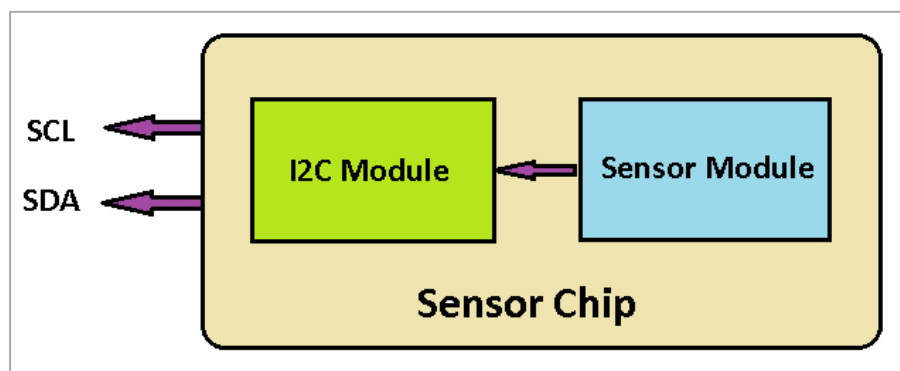 SCL
SDA
I2C Module
Sensor Module
Sensor Chip